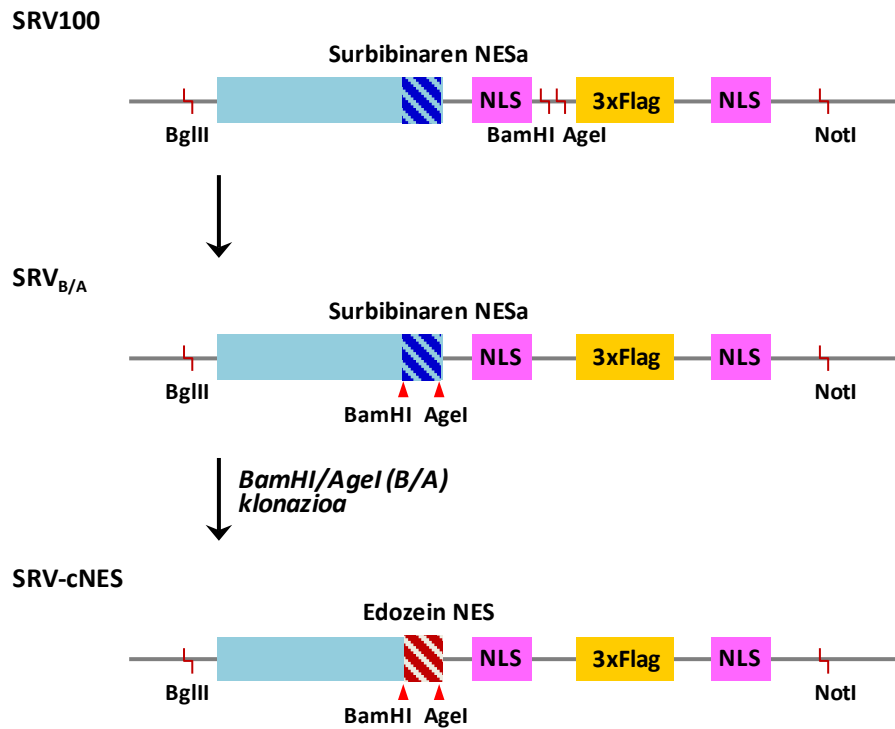 SRV100
Surbibinaren NESa
NLS 3xFlag NLS
BglII BamHI AgeI NotI
SRVB/A
Surbibinaren NESa
NLS 3xFlag NLS
BglII NotI
BamHI AgeI
BamHI/AgeI (B/A)
klonazioa
SRV-cNES
Edozein NES
NLS 3xFlag NLS
BglII NotI
BamHI AgeI